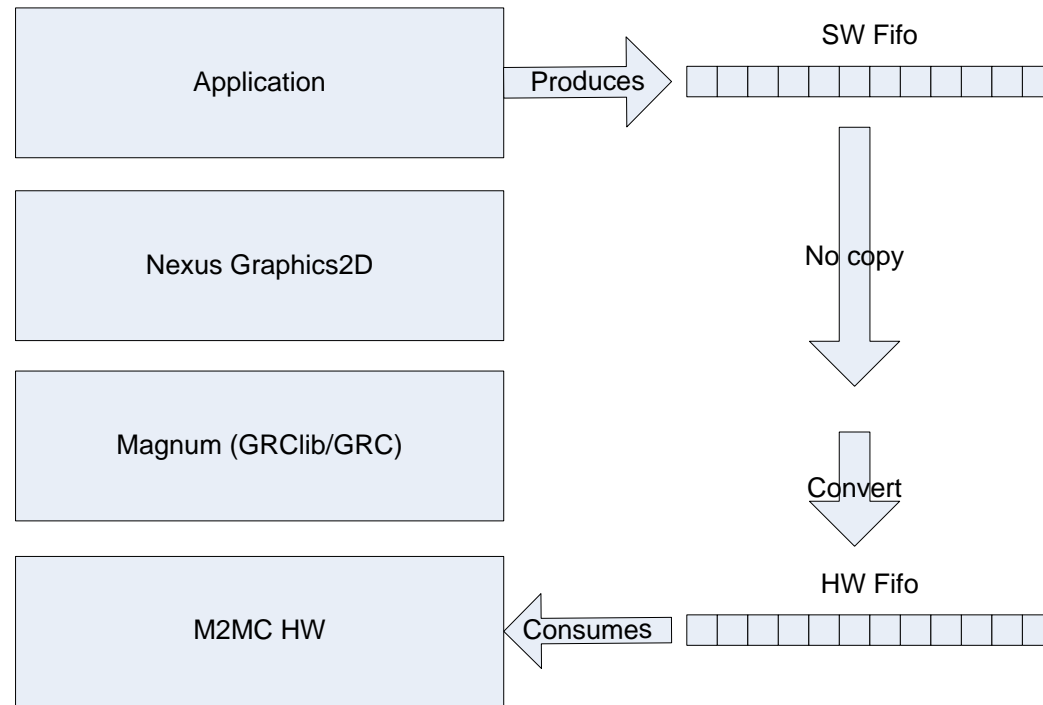 SW Fifo
Application
Produces
Nexus Graphics2D
No copy
Magnum (GRClib/GRC)
Convert
HW Fifo
M2MC HW
Consumes